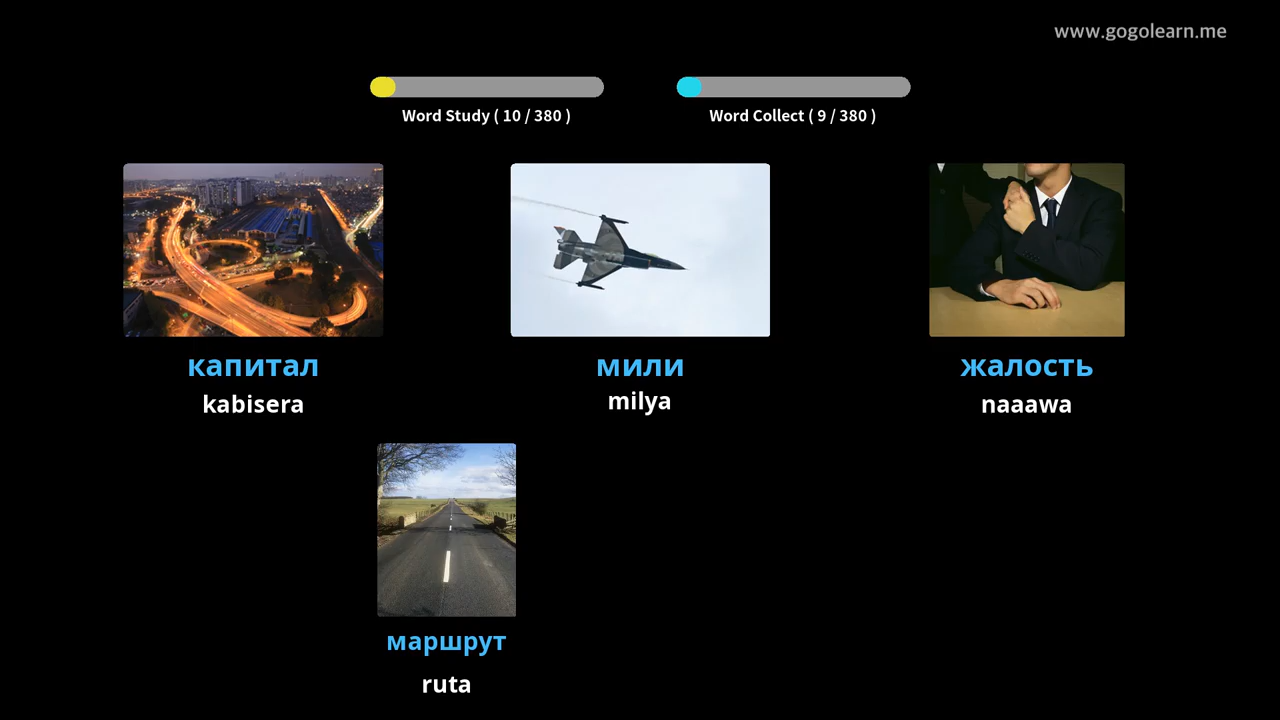 www.gogolearn.me
Word Study ( 10 / 380 )
Word Collect ( 9 / 380 )
капитал
kabisera
мили
milya
жалость
naaawa
маршрут
ruta